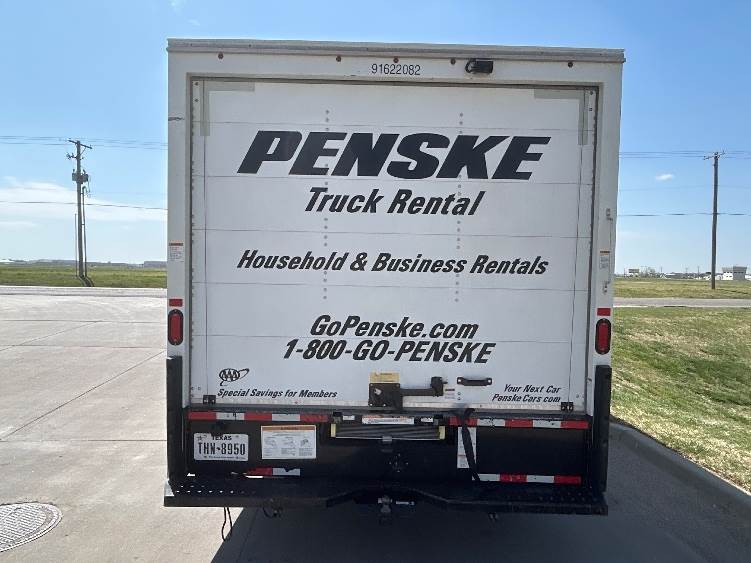 91622082
PENSKE
Truck Rental
Household & Business Rentals
GoPenske.com
1-800-GO-PENSKE
AAA
Special Savings for Members
Your Next Car
PenskeCars.com
TEXAS
THN-8950